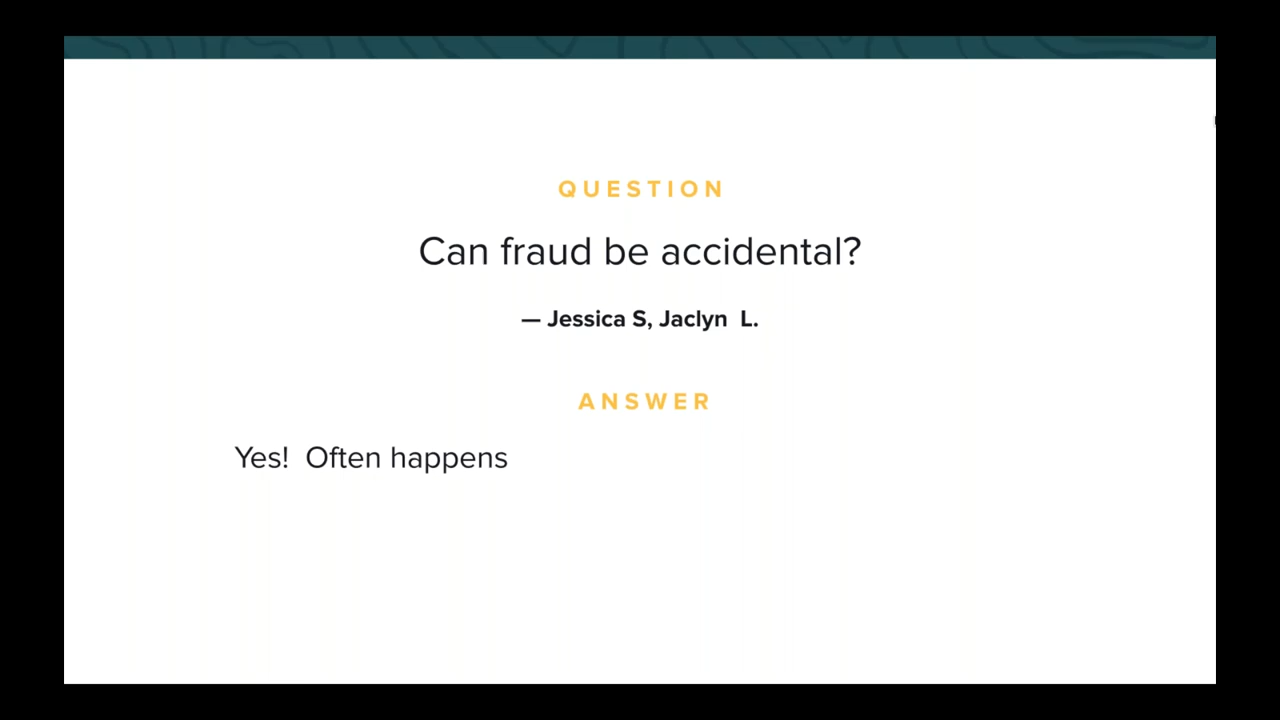 QUESTION
Can fraud be accidental?
— Jessica S, Jaclyn  L.
ANSWER
Yes!  Often happens